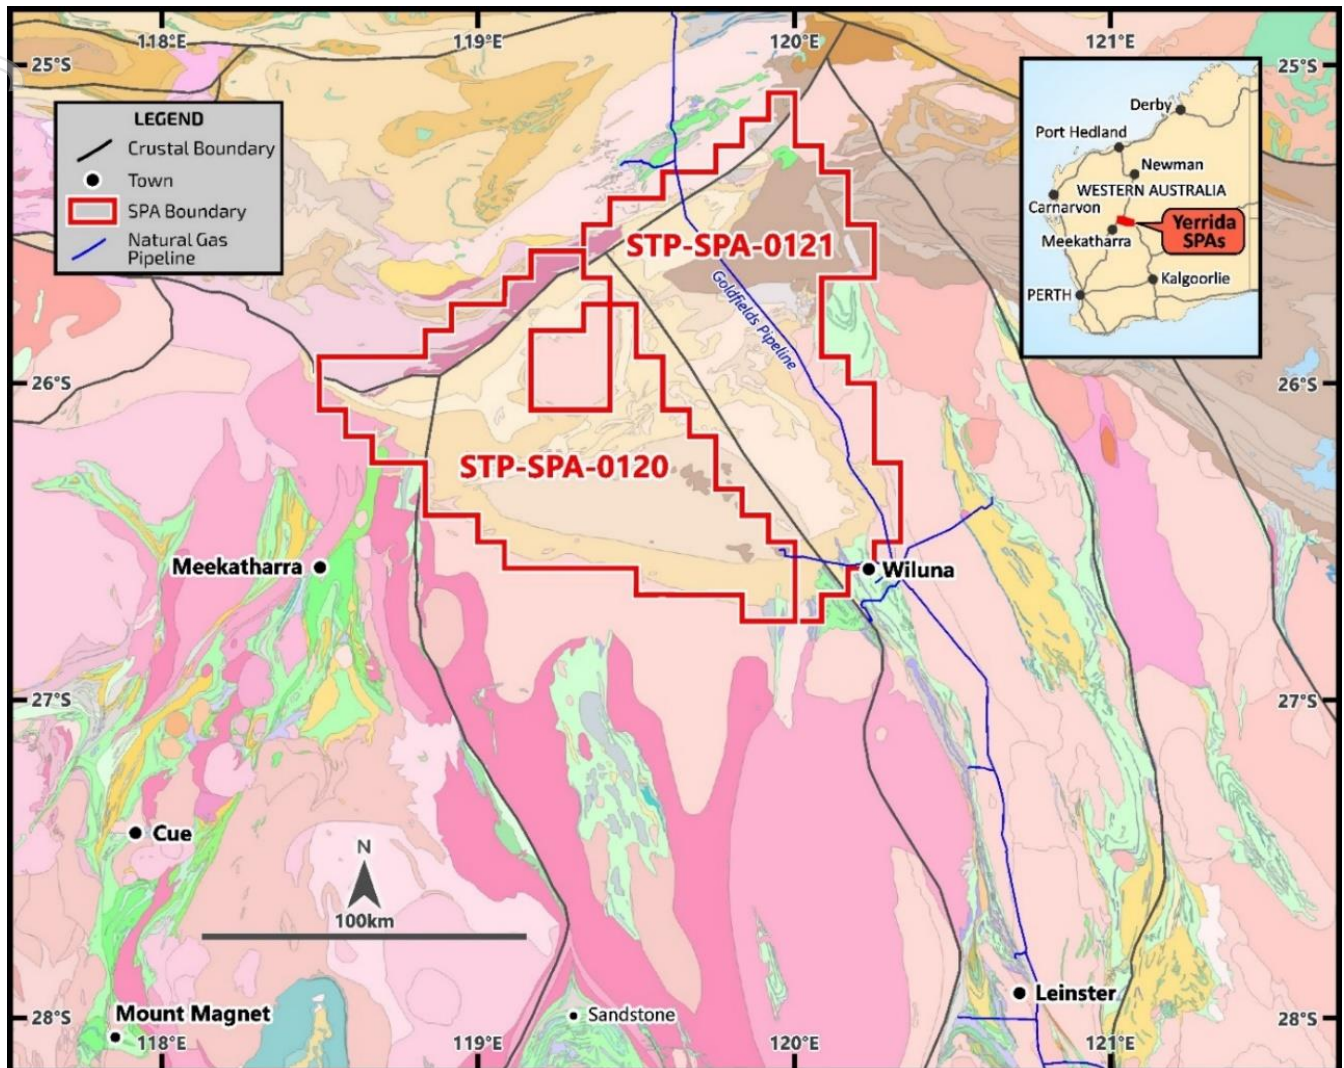 118°E
119°E
120°E
121°E
25°S
25°S
LEGEND
Crustal Boundary
Town
SPA Boundary
Natural Gas
Pipeline
Derby
Port Hedland
Newman
WESTERN AUSTRALIA
Carnarvon
Meekatharra
Yerrida
SPAs
Kalgoorlie
PERTH
STP-SPA-0121
Goldfields Pipeline
26°S
26°S
STP-SPA-0120
Meekatharra
Wiluna
27°S
27°S
Cue
N
100km
Leinster
Mount Magnet
Sandstone
28°S
28°S
118°E
119°E
120°E
121°E